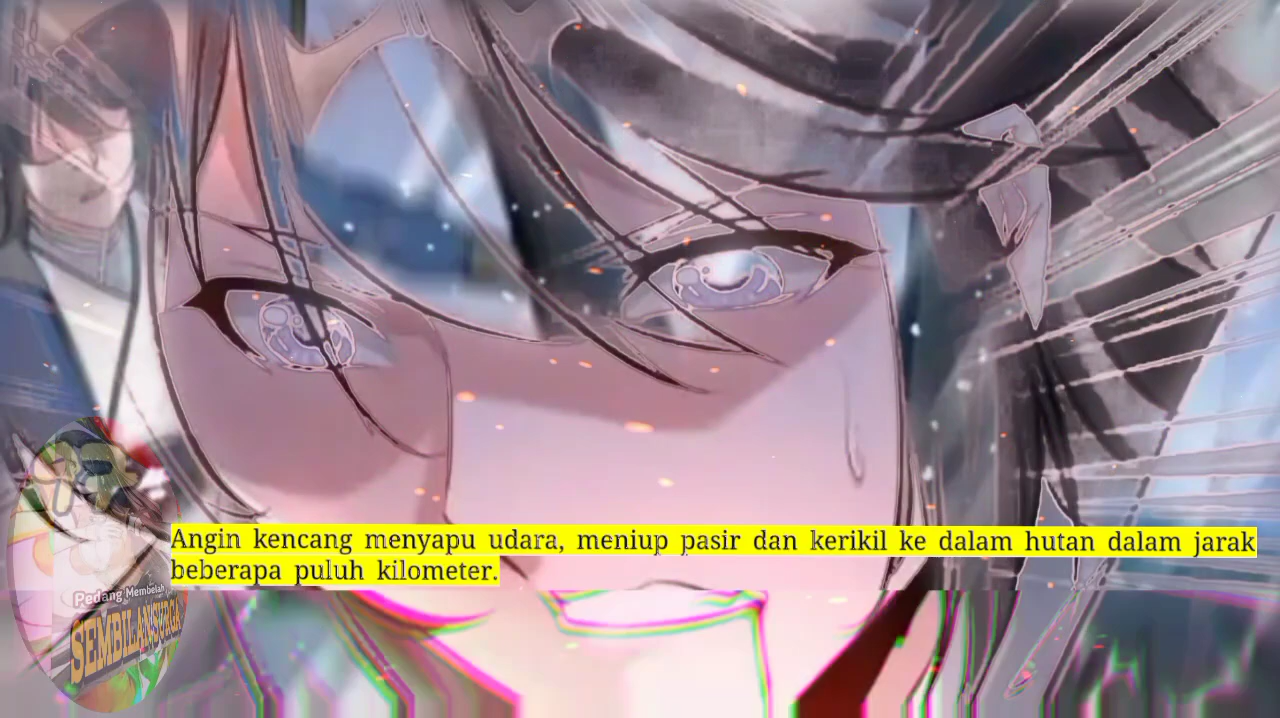 Angin kencang menyapu udara, meniup pasir dan kerikil ke dalam hutan dalam jarak
beberapa puluh kilometer.
Pedang Membelah
SEMBILAN SURGA